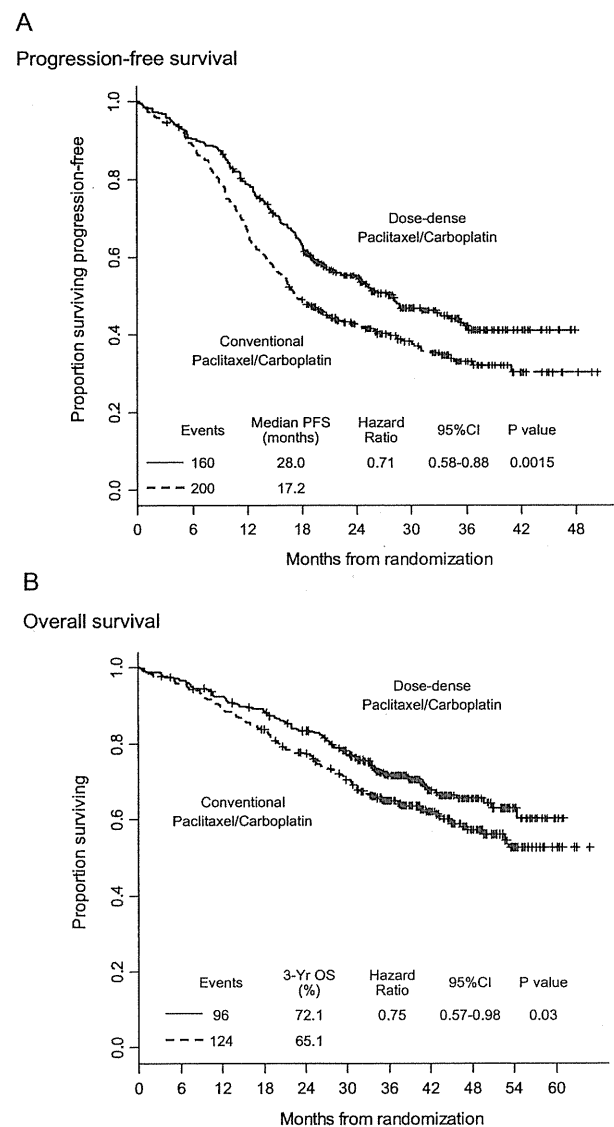 A
Progression-free survival
Proportion surviving progression-free
1.0
0.8
0.6
0.4
0.2
0.0
Dose-dense
Paclitaxel/Carboplatin
Conventional
Paclitaxel/Carboplatin
Events Median PFS (months) Hazard Ratio 95%CI P value
160 28.0 0.71 0.58-0.88 0.0015
200 17.2
0 6 12 18 24 30 36 42 48
Months from randomization
B
Overall survival
Proportion surviving
1.0
0.8
0.6
0.4
0.2
0.0
Dose-dense
Paclitaxel/Carboplatin
Conventional
Paclitaxel/Carboplatin
Events 3-Yr OS (%) Hazard Ratio 95%CI P value
96 72.1 0.75 0.57-0.98 0.03
124 65.1
0 6 12 18 24 30 36 42 48 54 60
Months from randomization